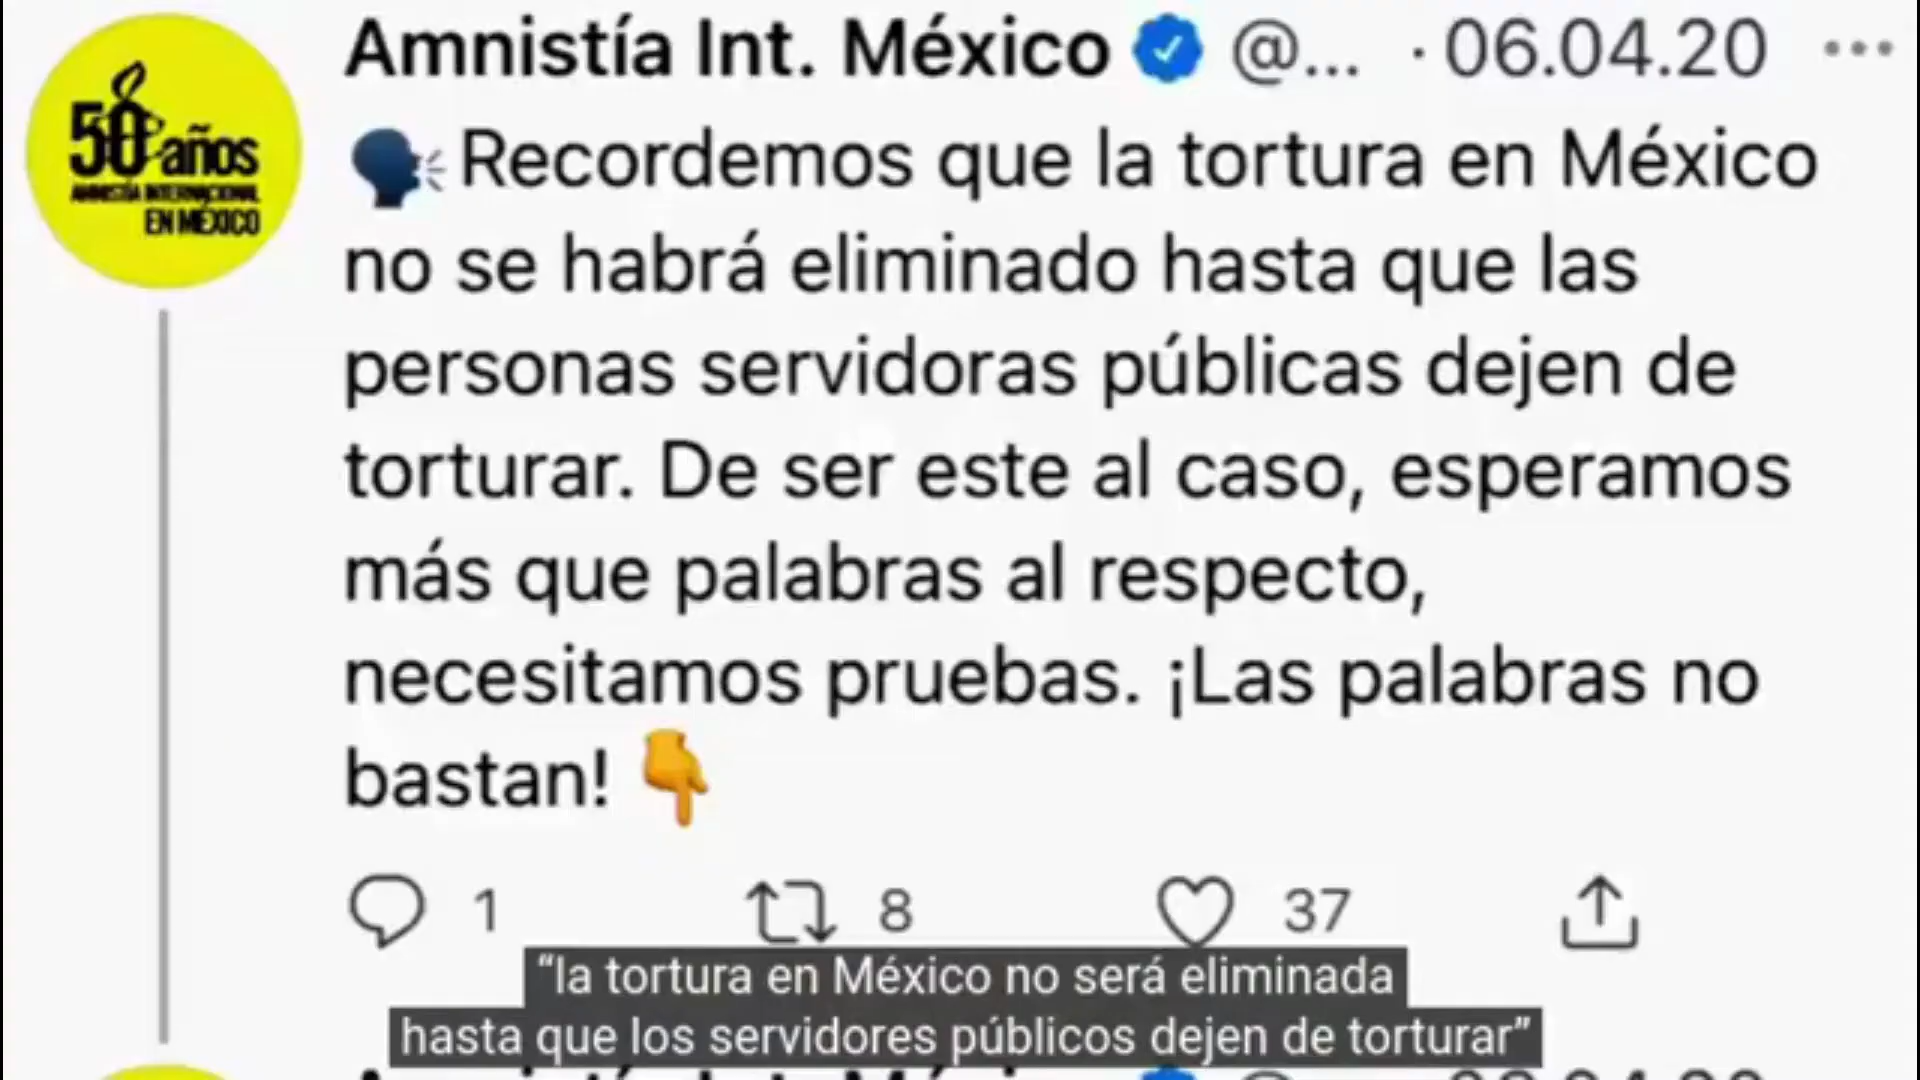 Amnistía Int. México @... · 06.04.20
50 años
AMNISTÍA INTERNACIONAL
EN MÉXICO
Recordemos que la tortura en México
no se habrá eliminado hasta que las
personas servidoras públicas dejen de
torturar. De ser este al caso, esperamos
más que palabras al respecto,
necesitamos pruebas. ¡Las palabras no
bastan!
1 8 37
“la tortura en México no será eliminada
hasta que los servidores públicos dejen de torturar”